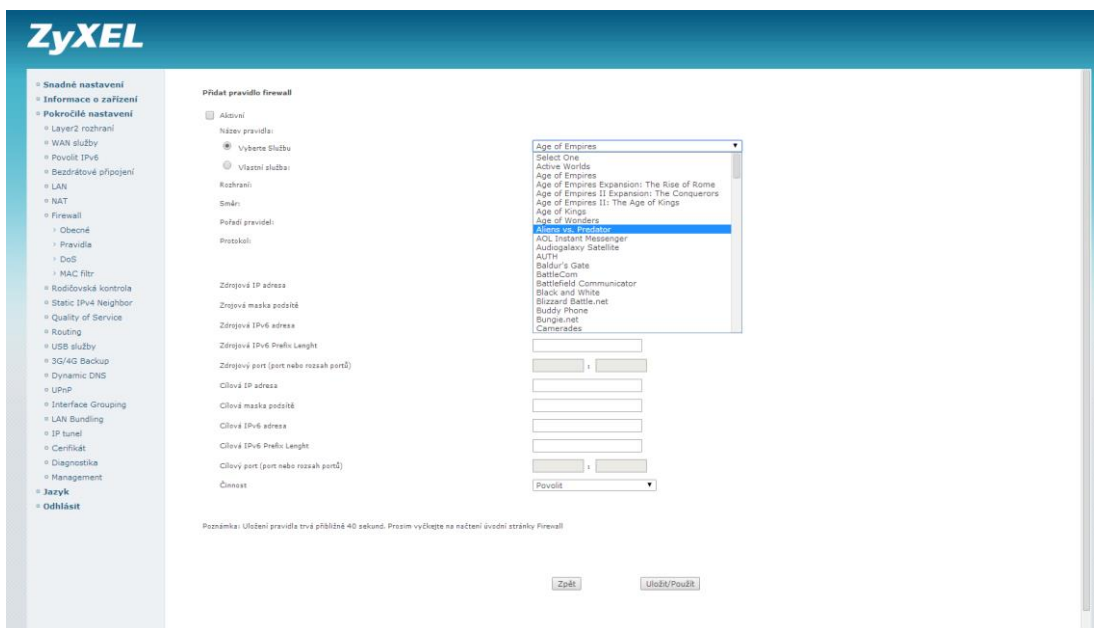 ZyXEL
Snadné nastavení
Informace o zařízení
Pokročilé nastavení
Layer2 rozhraní
WAN služby
Povolit IPv6
Bezdrátové připojení
LAN
NAT
Firewall
Obecné
Pravidla
DoS
MAC filtr
Rodičovská kontrola
Static IPv4 Neighbor
Quality of Service
Routing
USB služby
3G/4G Backup
Dynamic DNS
UPnP
Interface Grouping
LAN Bundling
IP tunel
Cerifikát
Diagnostika
Management
Jazyk
Odhlásit
Přidat pravidlo firewall
Aktivní
Název pravidla:
Vyberte Službu
Age of Empires
Vlastní služba:
Select One
Active Worlds
Age of Empires
Age of Empires Expansion: The Rise of Rome
Age of Empires II Expansion: The Conquerors
Age of Empires II: The Age of Kings
Age of Kings
Age of Wonders
Aliens vs. Predator
AOL Instant Messenger
Audiogalaxy Satellite
AUTH
Baldur's Gate
BattleCom
Battlefield Communicator
Black and White
Blizzard Battle.net
Buddy Phone
Bungie.net
Camerades
Rozhraní:
Směr:
Pořadí pravidel:
Protokol:
Zdrojová IP adresa
Zrojová maska podsítě
Zdrojová IPv6 adresa
Zdrojová IPv6 Prefix Lenght
Zdrojový port (port nebo rozsah portů) :
Cílová IP adresa
Cílová maska podsítě
Cílová IPv6 adresa
Cílová IPv6 Prefix Lenght
Cílový port (port nebo rozsah portů) :
Činnost Povolit
Poznámka: Uložení pravidla trvá přibližně 40 sekund. Prosím vyčkejte na načtení úvodní stránky Firewall
Zpět Uložit/Použít